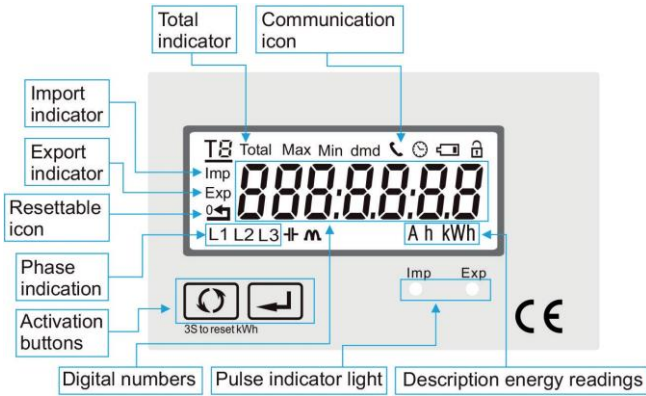 Total
indicator
Communication
icon
Import
indicator
Export
indicator
Resettable
icon
Phase
indication
Activation
buttons
T8 Total Max Min dmd
Imp
Exp
888:8.8.8.8
0
L1 L2 L3
A h kWh
Imp Exp
3S to reset kWh
CE
Digital numbers
Pulse indicator light
Description energy readings